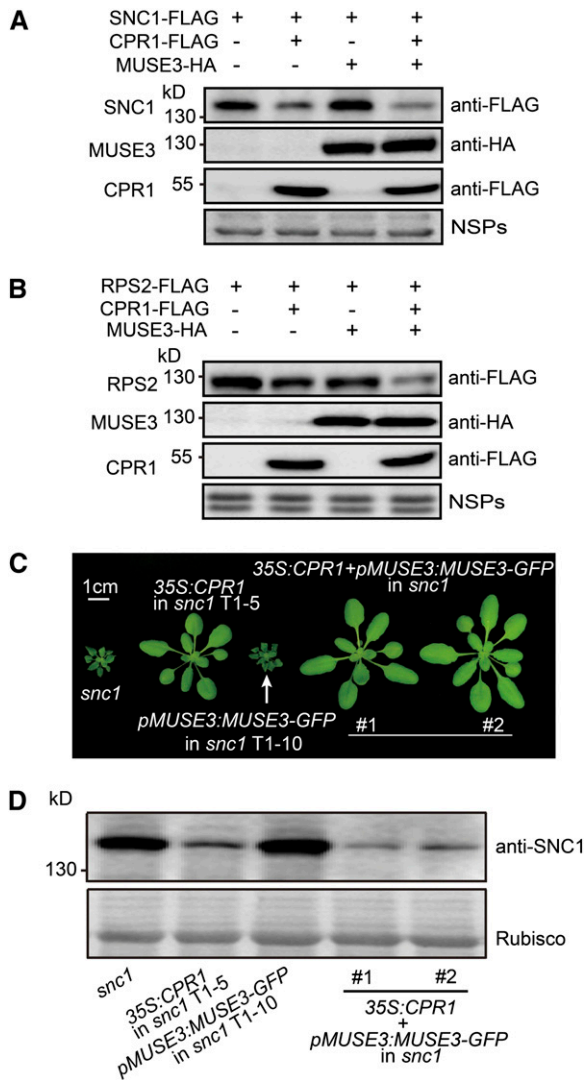 A
SNC1-FLAG + + + +
CPR1-FLAG - + - +
MUSE3-HA - - + +
kD
SNC1 130 anti-FLAG
MUSE3 130 anti-HA
CPR1 55 anti-FLAG
NSPs
B
RPS2-FLAG + + + +
CPR1-FLAG - + - +
MUSE3-HA - - + +
kD
RPS2 130 anti-FLAG
MUSE3 130 anti-HA
CPR1 55 anti-FLAG
NSPs
C
1cm
35S:CPR1
in snc1 T1-5
35S:CPR1+pMUSE3:MUSE3-GFP
in snc1
snc1
pMUSE3:MUSE3-GFP
in snc1 T1-10
#1 #2
D
kD
130
anti-SNC1
Rubisco
snc1
35S:CPR1
in snc1 T1-5
pMUSE3:MUSE3-GFP
in snc1 T1-10
#1 #2
35S:CPR1
+
pMUSE3:MUSE3-GFP
in snc1